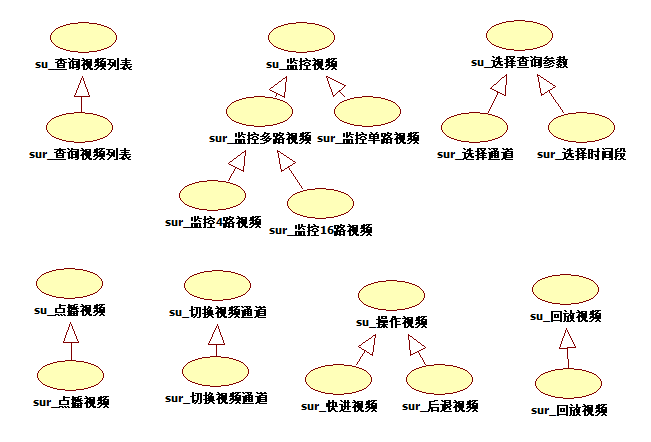 su_查询视频列表
su_监控视频
su_选择查询参数
sur_查询视频列表
sur_监控多路视频
sur_监控单路视频
sur_选择通道
sur_选择时间段
sur_监控4路视频
sur_监控16路视频
su_点播视频
su_切换视频通道
su_操作视频
su_回放视频
sur_点播视频
sur_切换视频通道
sur_快进视频
sur_后退视频
sur_回放视频